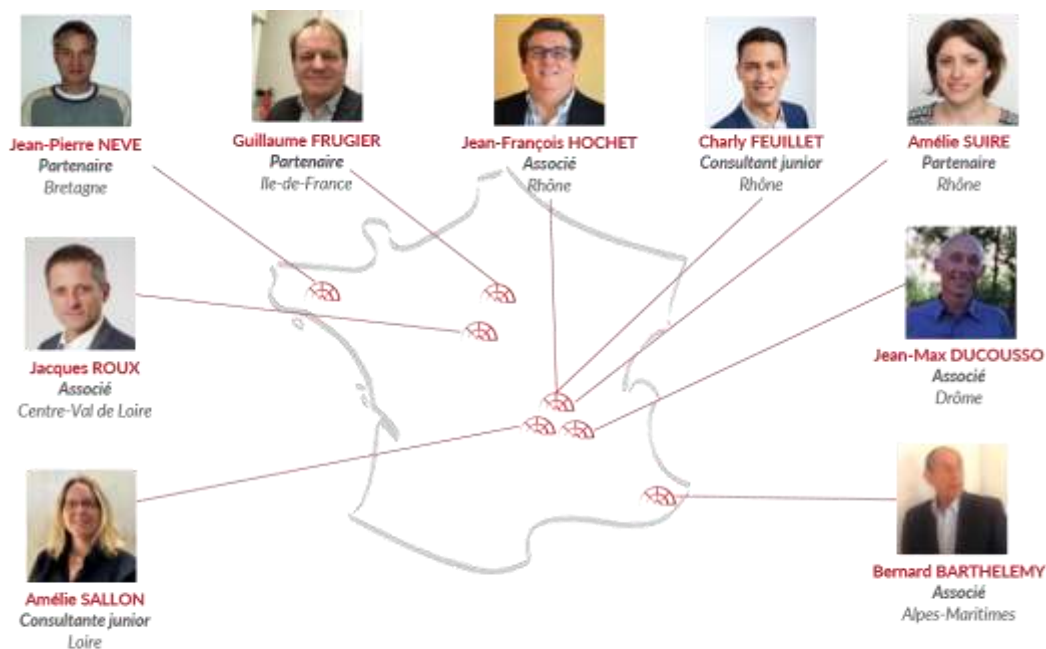 Jean-Pierre NEVE
Partenaire
Bretagne
Guillaume FRUGIER
Partenaire
Ile-de-France
Jean-François HOCHET
Associé
Rhône
Charly FEUILLET
Consultant junior
Rhône
Amélie SUIRE
Partenaire
Rhône
Jacques ROUX
Associé
Centre-Val de Loire
Jean-Max DUCOUSSO
Associé
Drôme
Amélie SALLON
Consultante junior
Loire
Bernard BARTHELEMY
Associé
Alpes-Maritimes